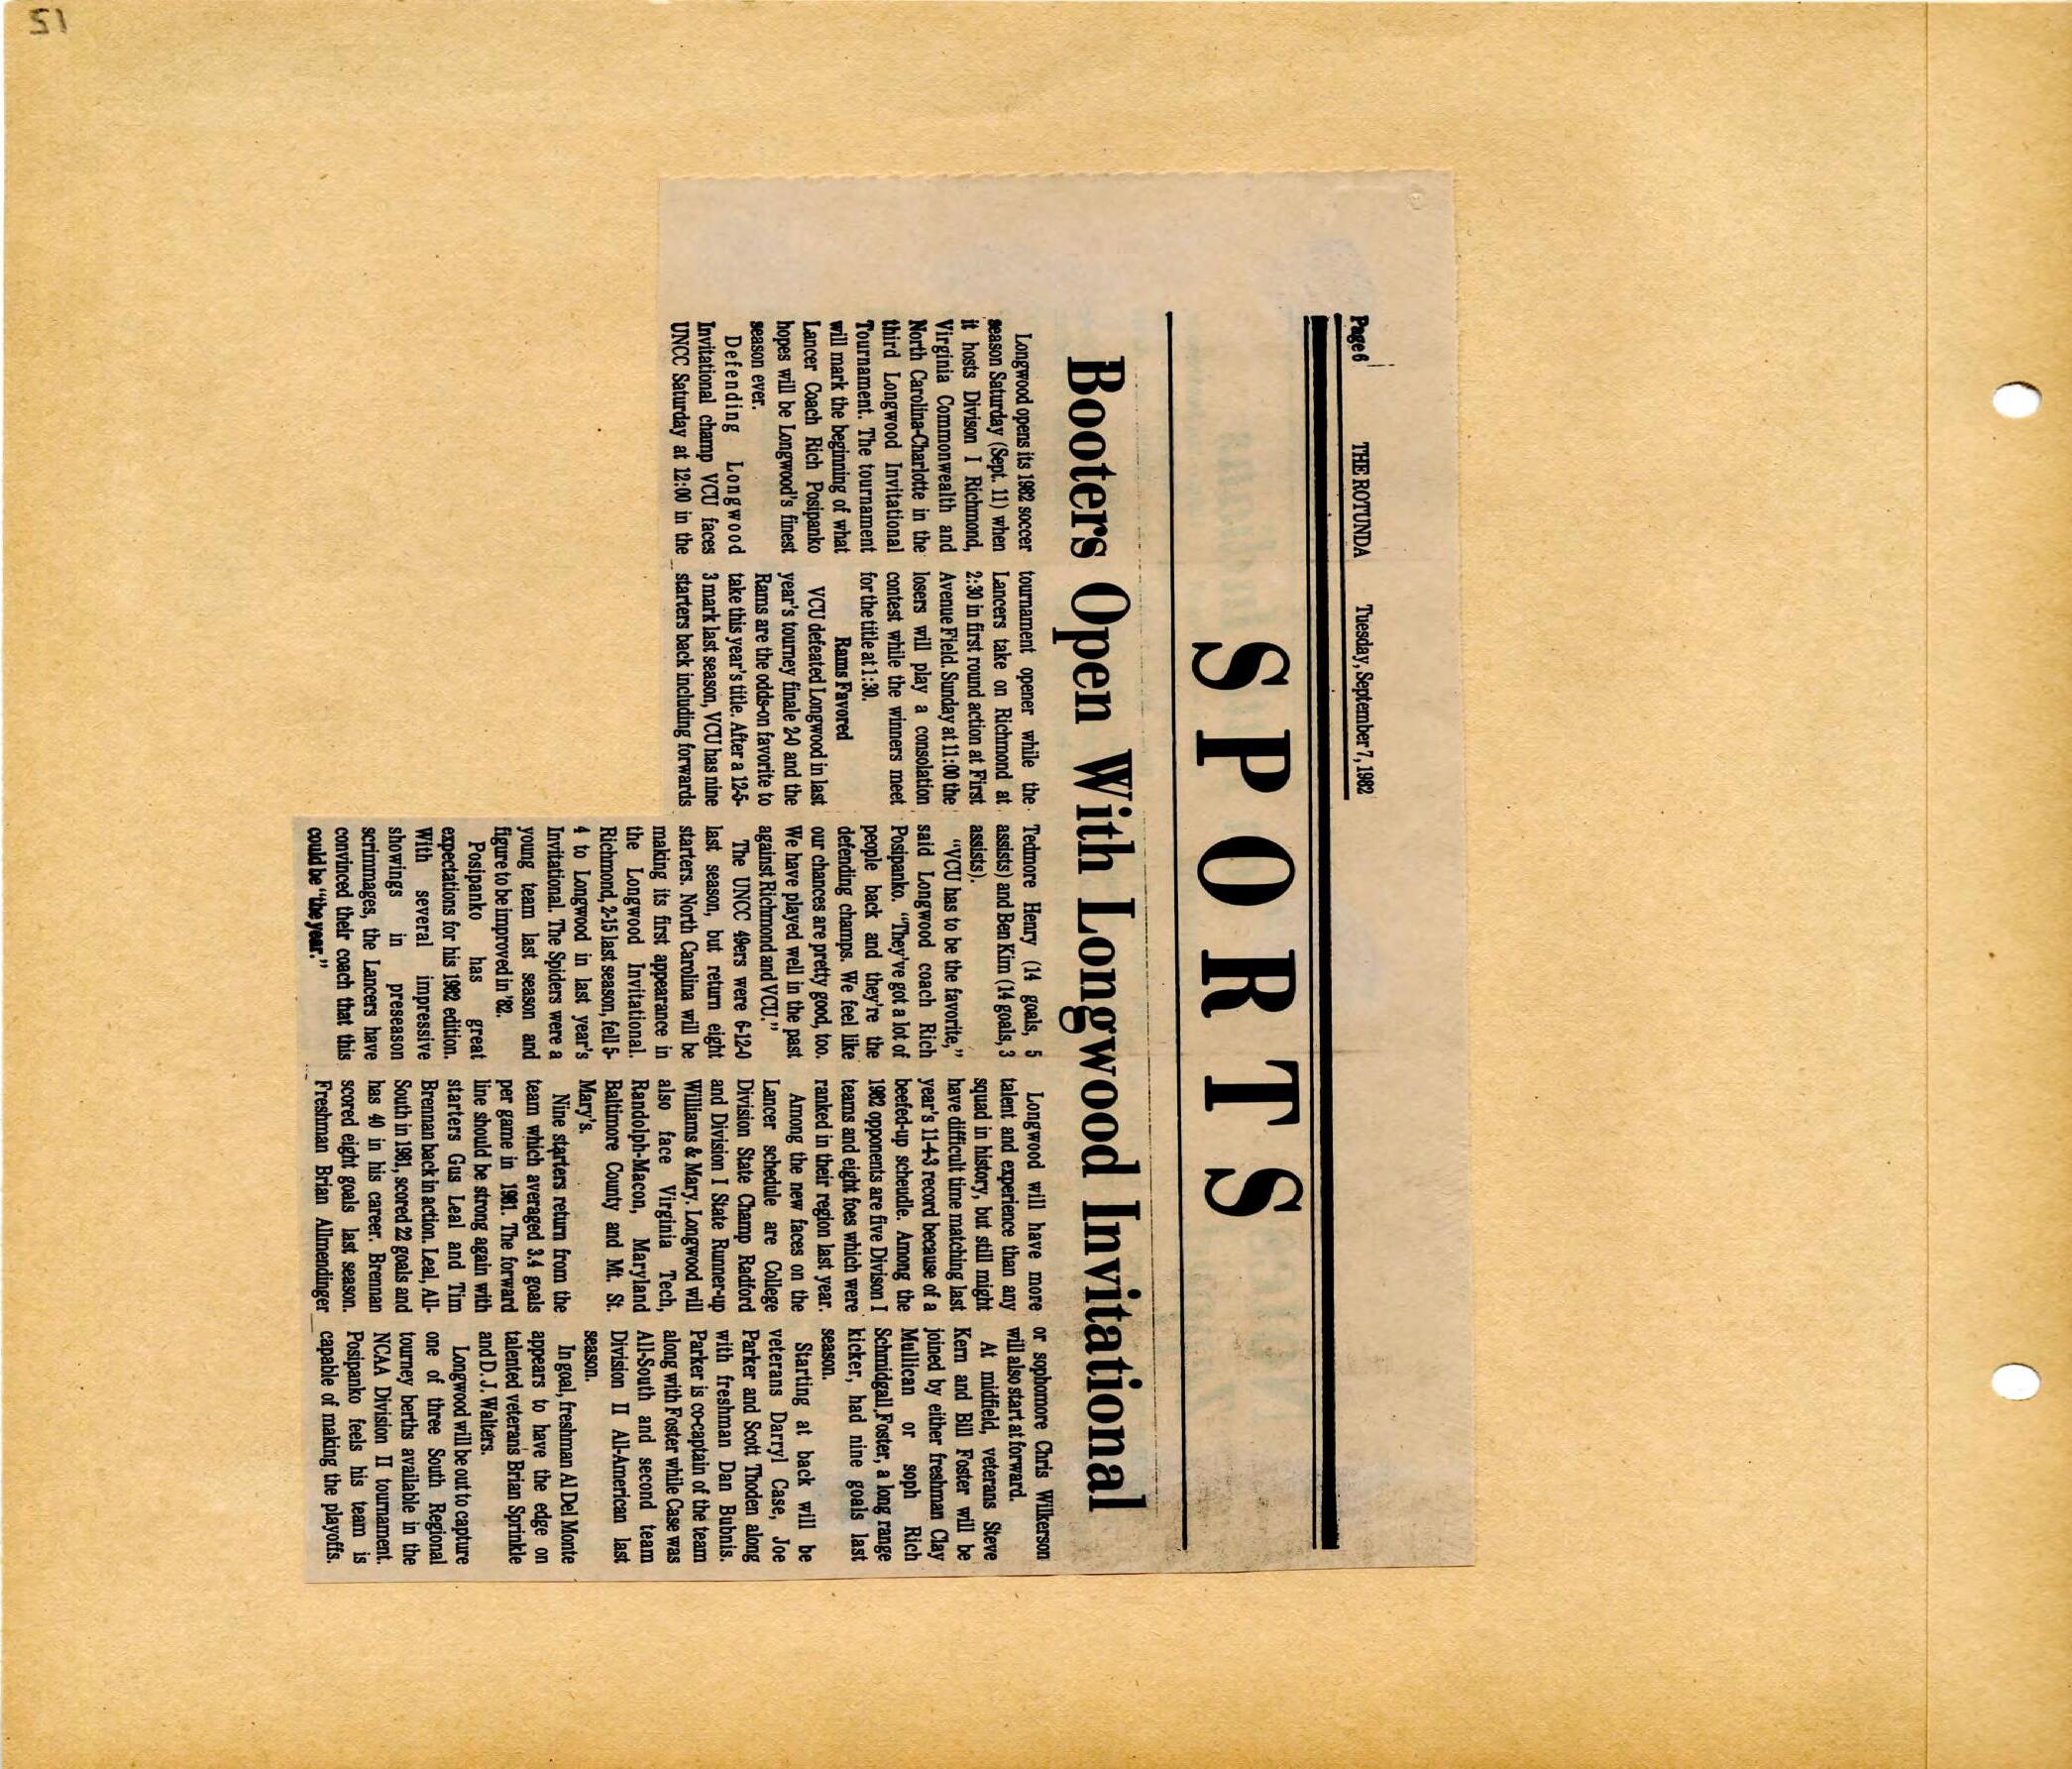 Page 6 THE ROTUNDA Tuesday, September 7, 1982
SPORTS
Booters Open With Longwood Invitational
Longwood opens its 1982 soccer
season Saturday (Sept. 11) when
it hosts Divison I Richmond,
Virginia Commonwealth and
North Carolina-Charlotte in the
third Longwood Invitational
Tournament. The tournament
will mark the beginning of what
Lancer Coach Rich Posipanko
hopes will be Longwood's finest
season ever.
Defending Longwood
Invitational champ VCU faces
UNCC Saturday at 12:00 in the
tournament opener while the
Lancers take on Richmond at
2:30 in first round action at First
Avenue Field. Sunday at 11:00 the
losers will play a consolation
contest while the winners meet
for the title at 1:30.
Rams Favored
VCU defeated Longwood in last
year's tourney finale 2-0 and the
Rams are the odds-on favorite to
take this year's title. After a 12-5-
3 mark last season, VCU has nine
starters back including forwards
Tedmore Henry (14 goals, 5
assists) and Ben Kim (14 goals, 3
assists).
"VCU has to be the favorite,"
said Longwood coach Rich
Posipanko. "They've got a lot of
people back and they're the
defending champs. We feel like
our chances are pretty good, too.
We have played well in the past
against Richmond and VCU."
The UNCC 49ers were 6-12-0
last season, but return eight
starters. North Carolina will be
making its first appearance in
the Longwood Invitational.
Richmond, 2-15 last season, fell 5-
4 to Longwood in last year's
Invitational. The Spiders were a
young team last season and
figure to be improved in '82.
Posipanko has great
expectations for his 1982 edition.
With several impressive
showings in preseason
scrimmages, the Lancers have
convinced their coach that this
could be "the year."
Longwood will have more
talent and experience than any
squad in history, but still might
have difficult time matching last
year's 11-4-3 record because of a
beefed-up scheudle. Among the
1982 opponents are five Divison I
teams and eight foes which were
ranked in their region last year.
Among the new faces on the
Lancer schedule are College
Division State Champ Radford
and Division I State Runner-up
Williams & Mary. Longwood will
also face Virginia Tech,
Randolph-Macon, Maryland
Baltimore County and Mt. St.
Mary's.
Nine starters return from the
team which averaged 3.4 goals
per game in 1981. The forward
line should be strong again with
starters Gus Leal and Tim
Brennan back in action. Leal, All-
South in 1981, scored 22 goals and
has 40 in his career. Brennan
scored eight goals last season.
Freshman Brian Allmendinger
or sophomore Chris Wilkerson
will also start at forward.
At midfield, veterans Steve
Kern and Bill Foster will be
joined by either freshman Clay
Mullican or soph Rich
Schmidgall, Foster, a long range
kicker, had nine goals last
season.
Starting at back will be
veterans Darryl Case, Joe
Parker and Scott Thoden along
with freshman Dan Bubnis.
Parker is co-captain of the team
along with Foster while Case was
All-South and second team
Division II All-American last
season.
In goal, freshman Al Del Monte
appears to have the edge on
talented veterans Brian Sprinkle
and D. J. Walters.
Longwood will be out to capture
one of three South Regional
tourney berths available in the
NCAA Division II tournament.
Posipanko feels his team is
capable of making the playoffs.